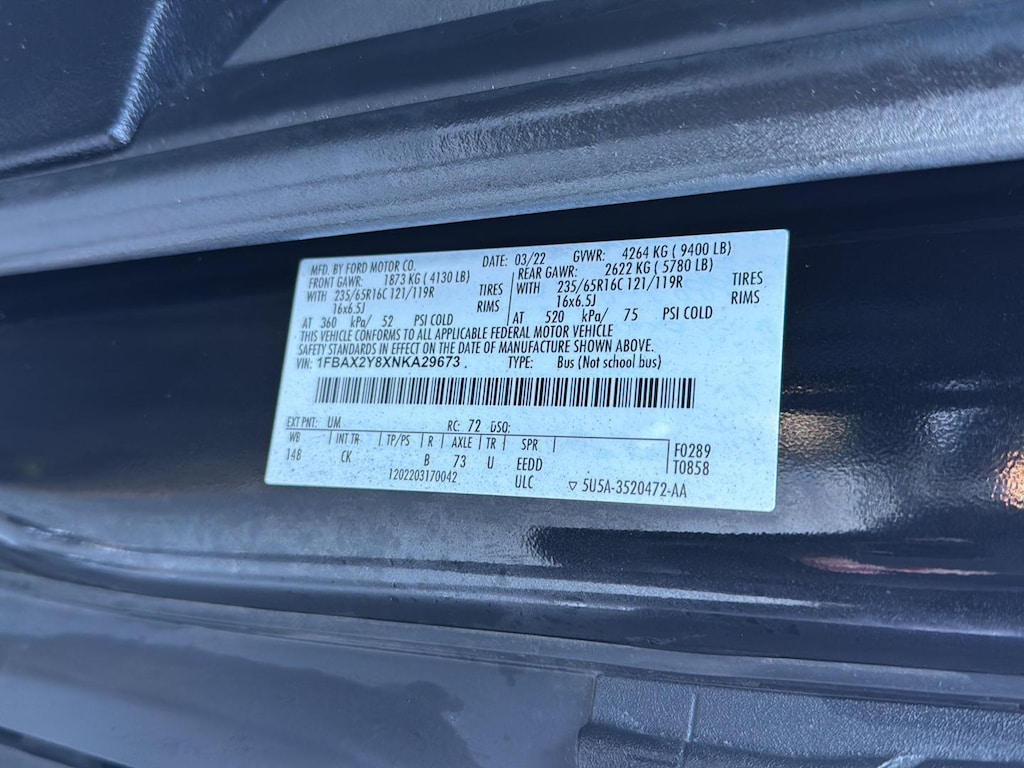 MFD. BY FORD MOTOR CO. DATE: 03/22 GVWR: 4264 KG ( 9400 LB)
FRONT GAWR: 1873 KG ( 4130 LB) REAR GAWR: 2622 KG ( 5780 LB)
WITH 235/65R16C 121/119R TIRES WITH 235/65R16C 121/119R TIRES
16x6.5J RIMS 16x6.5J RIMS
AT 360 kPa/ 52 PSI COLD AT 520 kPa/ 75 PSI COLD
THIS VEHICLE CONFORMS TO ALL APPLICABLE FEDERAL MOTOR VEHICLE
SAFETY STANDARDS IN EFFECT ON THE DATE OF MANUFACTURE SHOWN ABOVE.
VIN: 1FBAX2Y8XNKA29673 TYPE: Bus (Not school bus)
EXT PNT: UM RC: 72 DSO:
WB INT TR TP/PS R AXLE TR SPR F0289
148 CK B 73 U EEDD T0858
1202203170042 ULC ▽ 5U5A-3520472-AA